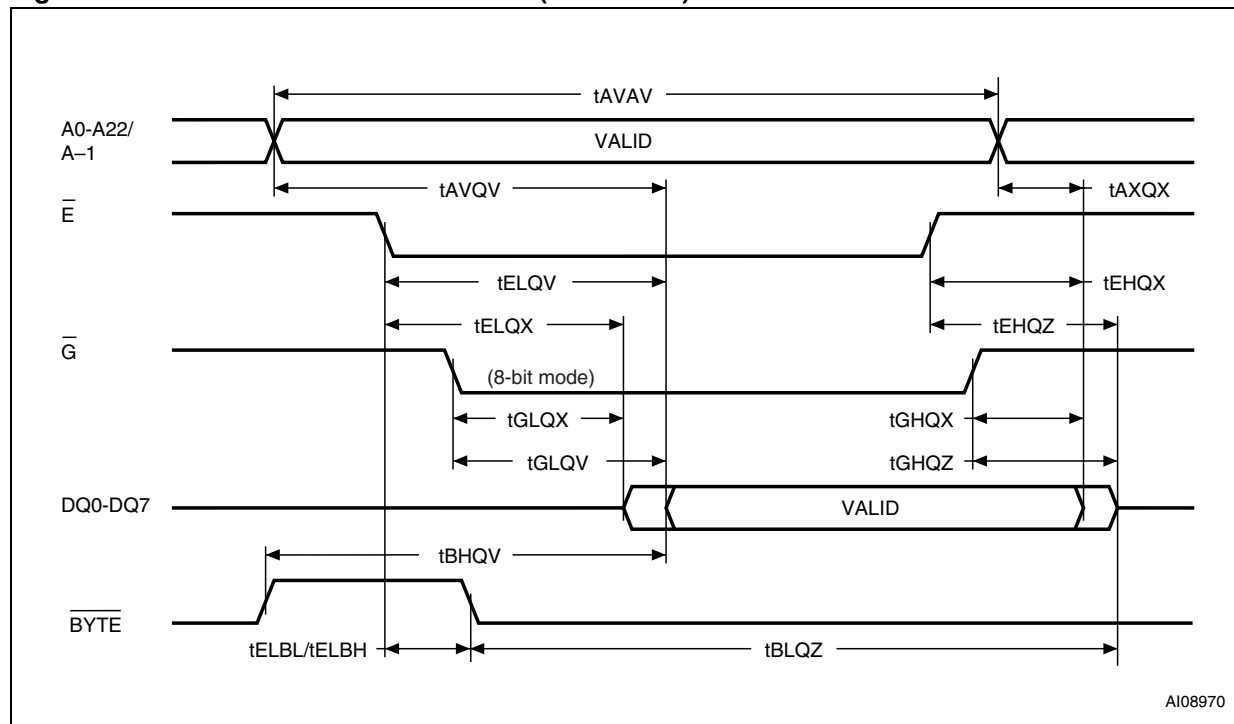 tAVAV
A0-A22/
A–1
VALID
tAVQV
tAXQX
E
tELQV
tEHQX
tELQX
tEHQZ
G
(8-bit mode)
tGLQX
tGHQX
tGLQV
tGHQZ
DQ0-DQ7
VALID
tBHQV
BYTE
tELBL/tELBH
tBLQZ
AI08970